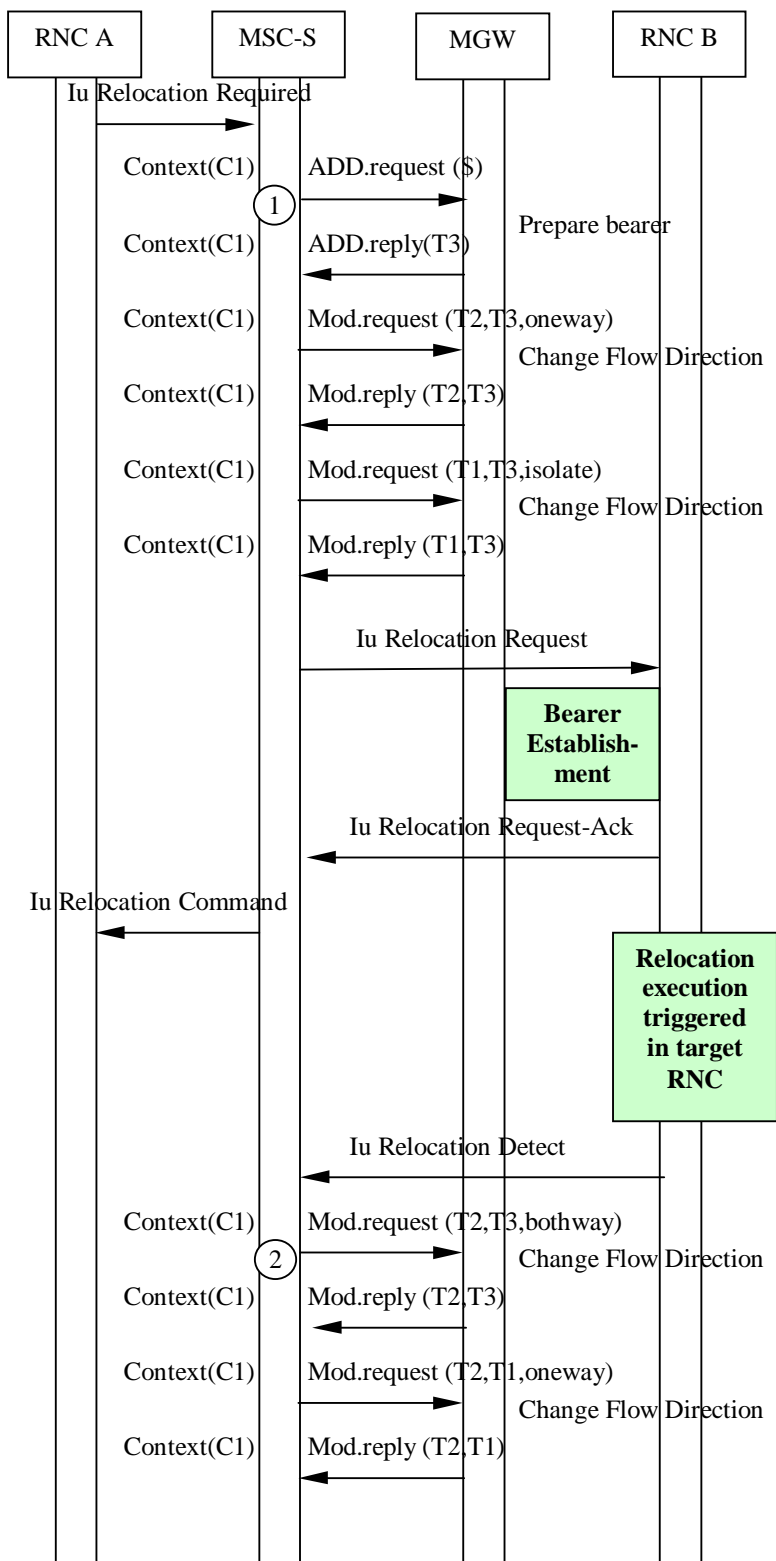 RNC A
MSC-S
MGW
RNC B
Iu Relocation Required
Context(C1) ADD.request ($)
1
Prepare bearer
Context(C1) ADD.reply(T3)
Context(C1) Mod.request (T2,T3,oneway)
Change Flow Direction
Context(C1) Mod.reply (T2,T3)
Context(C1) Mod.request (T1,T3,isolate)
Change Flow Direction
Context(C1) Mod.reply (T1,T3)
Iu Relocation Request
Bearer
Establish-
ment
Iu Relocation Request-Ack
Iu Relocation Command
Relocation
execution
triggered
in target
RNC
Iu Relocation Detect
Context(C1) Mod.request (T2,T3,bothway)
2
Change Flow Direction
Context(C1) Mod.reply (T2,T3)
Context(C1) Mod.request (T2,T1,oneway)
Change Flow Direction
Context(C1) Mod.reply (T2,T1)